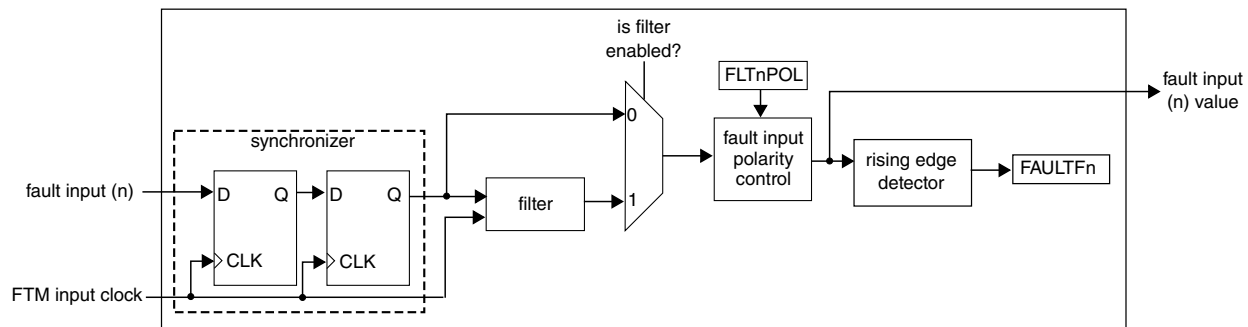 is filter
enabled?
FLTnPOL
fault input
(n) value
0
synchronizer
fault input
polarity
control
rising edge
detector
FAULTFn
fault input (n)
D
Q
D
Q
filter
1
CLK
CLK
FTM input clock